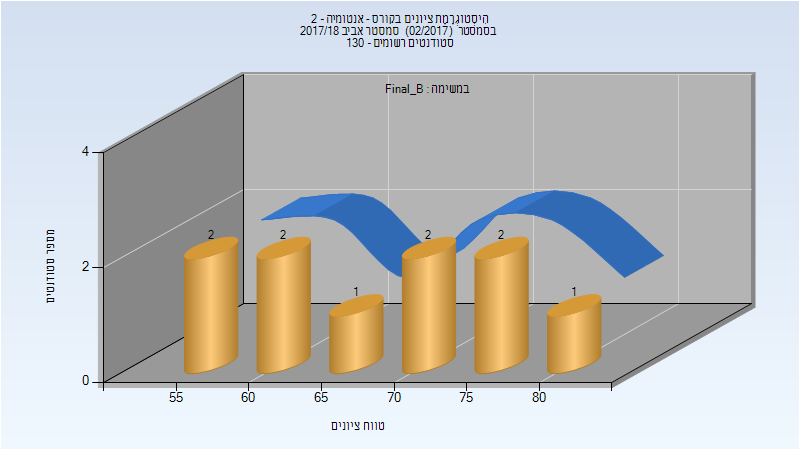 היסטוגרמת ציונים בקורס - אנטומיה - 2
בסמסטר (02/2017) סמסטר אביב 2017/18
סטודנטים רשומים - 130
במשימה : Final_B
4
2
0
מספר סטודנטים
2
2
1
2
2
1
55
60
65
70
75
80
טווח ציונים